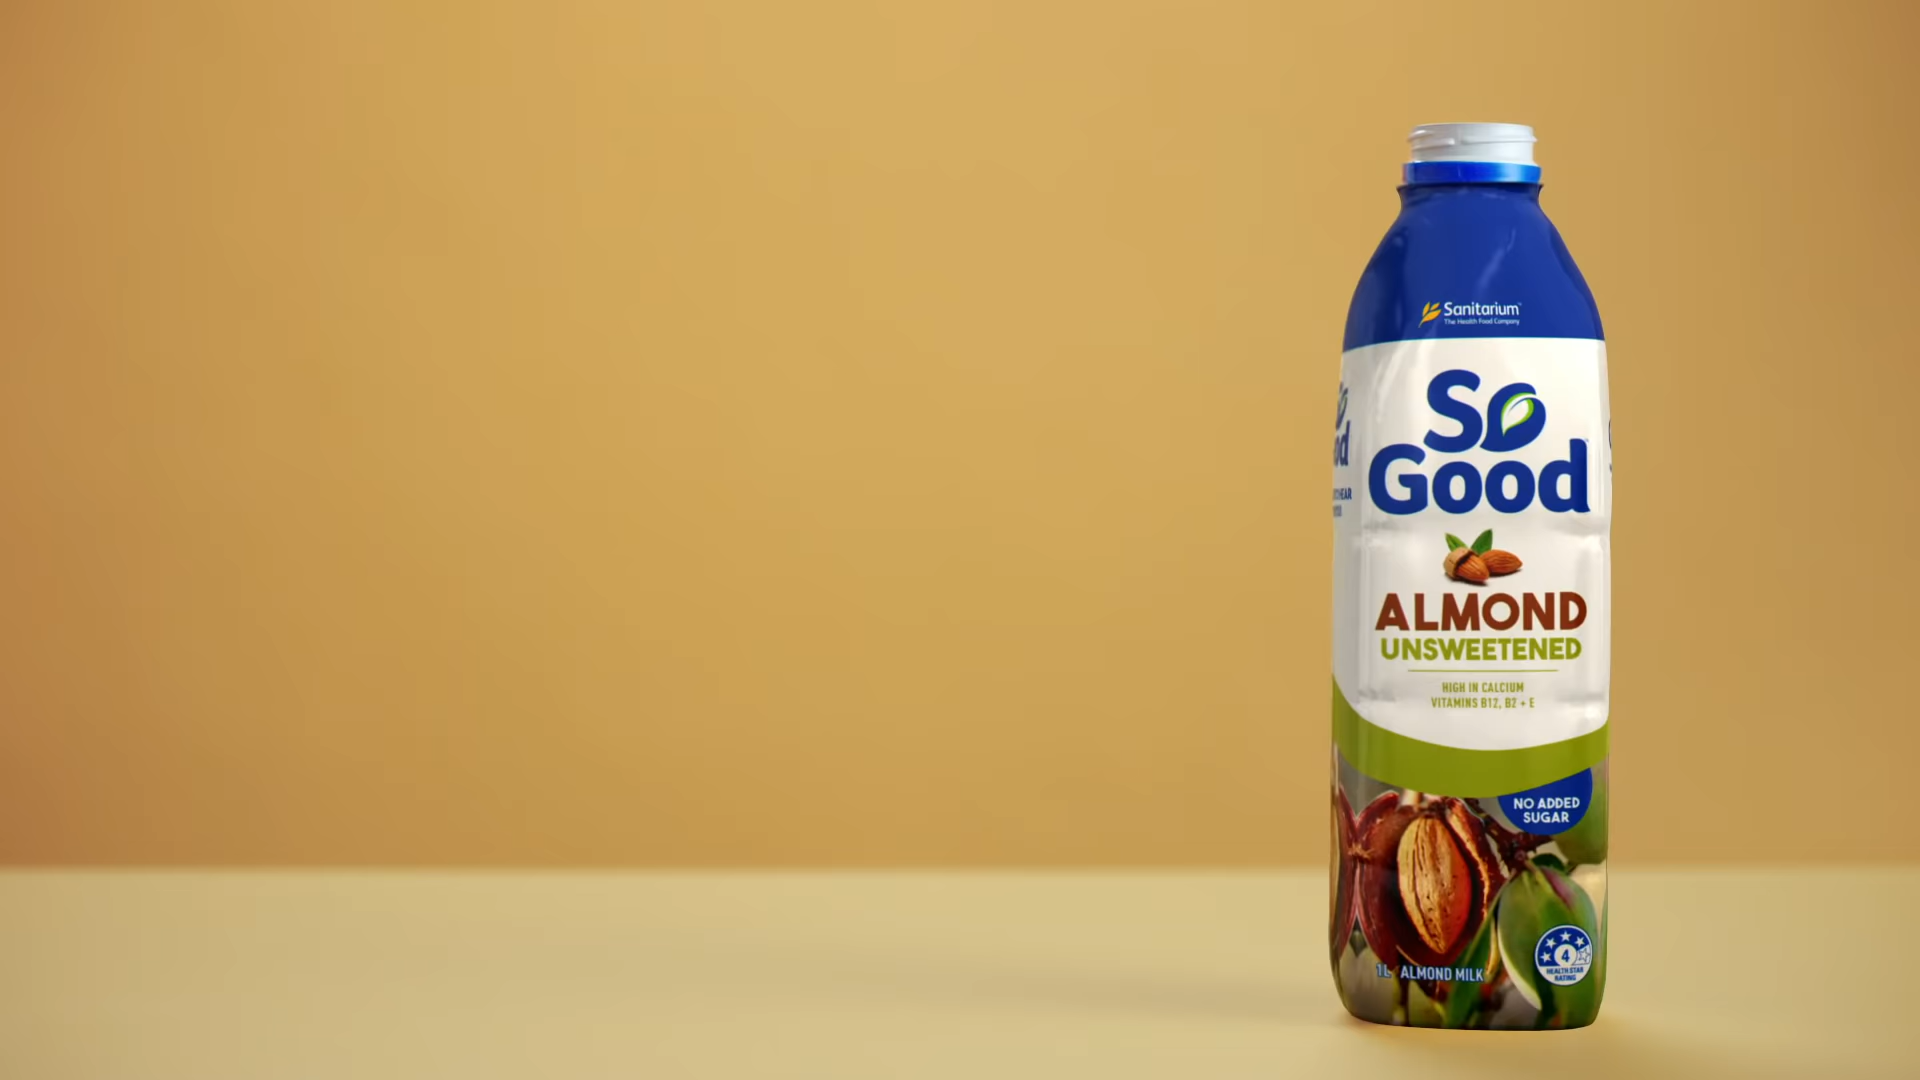 Sanitarium™
The Health Food Company
So
Good
ALMOND
UNSWEETENED
HIGH IN CALCIUM
VITAMINS B12, B2 + E
NO ADDED
SUGAR
4
HEALTH STAR
RATING
1L ALMOND MILK